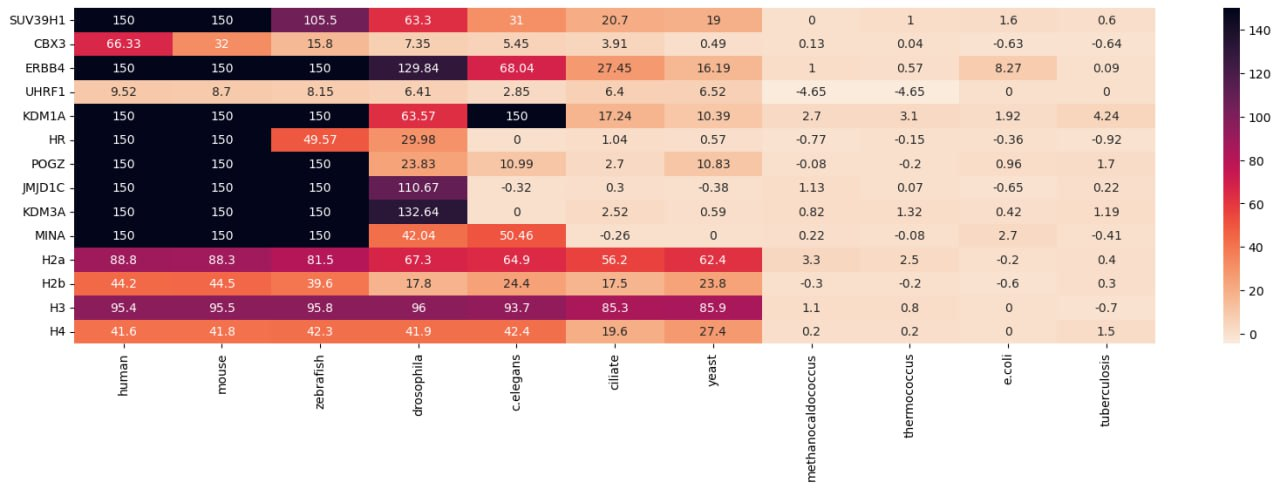 SUV39H1 150 150 105.5 63.3 31 20.7 19 0 1 1.6 0.6
CBX3 66.33 32 15.8 7.35 5.45 3.91 0.49 0.13 0.04 -0.63 -0.64
ERBB4 150 150 150 129.84 68.04 27.45 16.19 1 0.57 8.27 0.09
UHRF1 9.52 8.7 8.15 6.41 2.85 6.4 6.52 -4.65 -4.65 0 0
KDM1A 150 150 150 63.57 150 17.24 10.39 2.7 3.1 1.92 4.24
HR 150 150 49.57 29.98 0 1.04 0.57 -0.77 -0.15 -0.36 -0.92
POGZ 150 150 150 23.83 10.99 2.7 10.83 -0.08 -0.2 0.96 1.7
JMJD1C 150 150 150 110.67 -0.32 0.3 -0.38 1.13 0.07 -0.65 0.22
KDM3A 150 150 150 132.64 0 2.52 0.59 0.82 1.32 0.42 1.19
MINA 150 150 150 42.04 50.46 -0.26 0 0.22 -0.08 2.7 -0.41
H2a 88.8 88.3 81.5 67.3 64.9 56.2 62.4 3.3 2.5 -0.2 0.4
H2b 44.2 44.5 39.6 17.8 24.4 17.5 23.8 -0.3 -0.2 -0.6 0.3
H3 95.4 95.5 95.8 96 93.7 85.3 85.9 1.1 0.8 0 -0.7
H4 41.6 41.8 42.3 41.9 42.4 19.6 27.4 0.2 0.2 0 1.5
human mouse zebrafish drosophila c.elegans ciliate yeast methanocaldococcus thermococcus e.coli tuberculosis
140
120
100
80
60
40
20
0